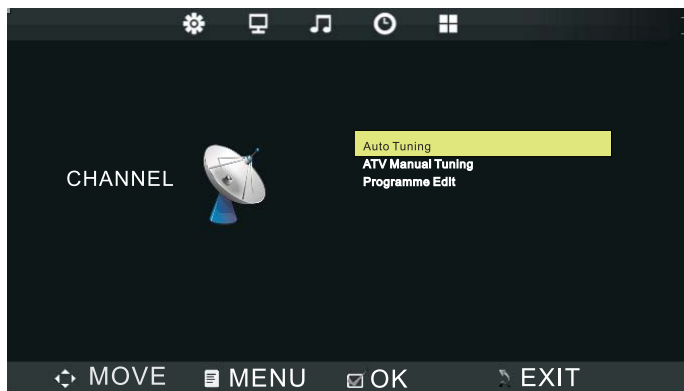 Auto Tuning
ATV Manual Tuning
Programme Edit
CHANNEL
MOVE MENU OK EXIT